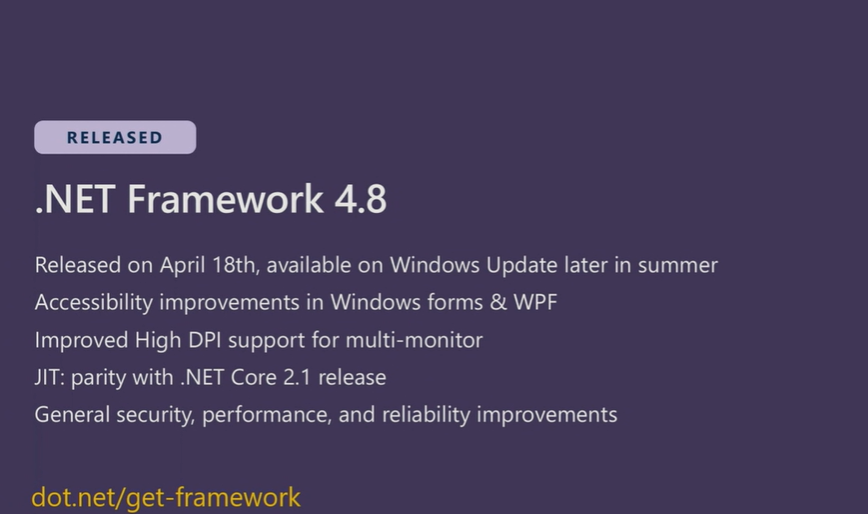 RELEASED
.NET Framework 4.8
Released on April 18th, available on Windows Update later in summer
Accessibility improvements in Windows forms & WPF
Improved High DPI support for multi-monitor
JIT: parity with .NET Core 2.1 release
General security, performance, and reliability improvements
dot.net/get-framework